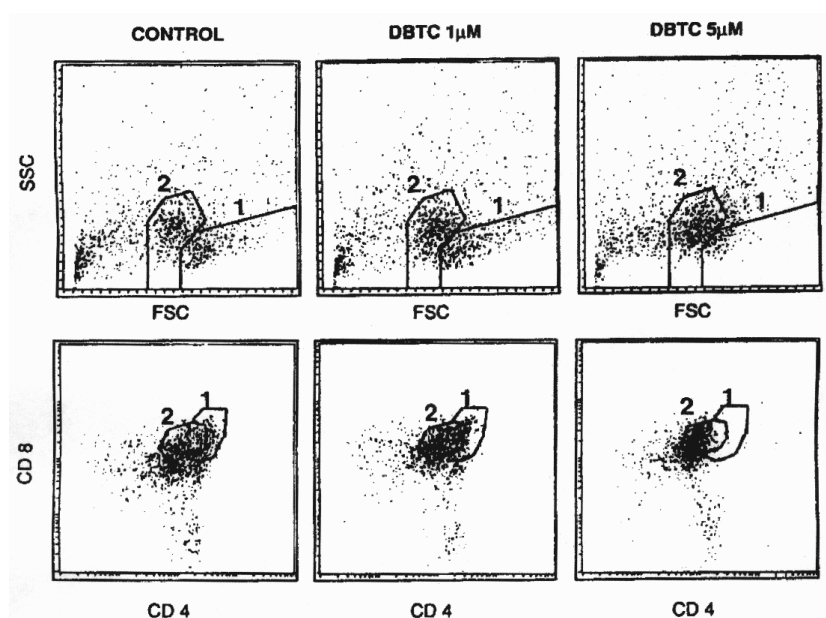 CONTROL DBTC 1μM DBTC 5μM
SSC
2 1 2 1 2 1
FSC FSC FSC
CD 8
2 1 2 1 2 1
CD 4 CD 4 CD 4